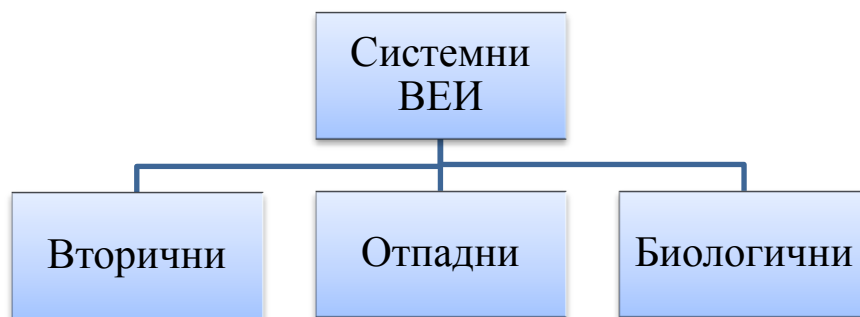 Системни
ВЕИ
Вторични
Отпадни
Биологични